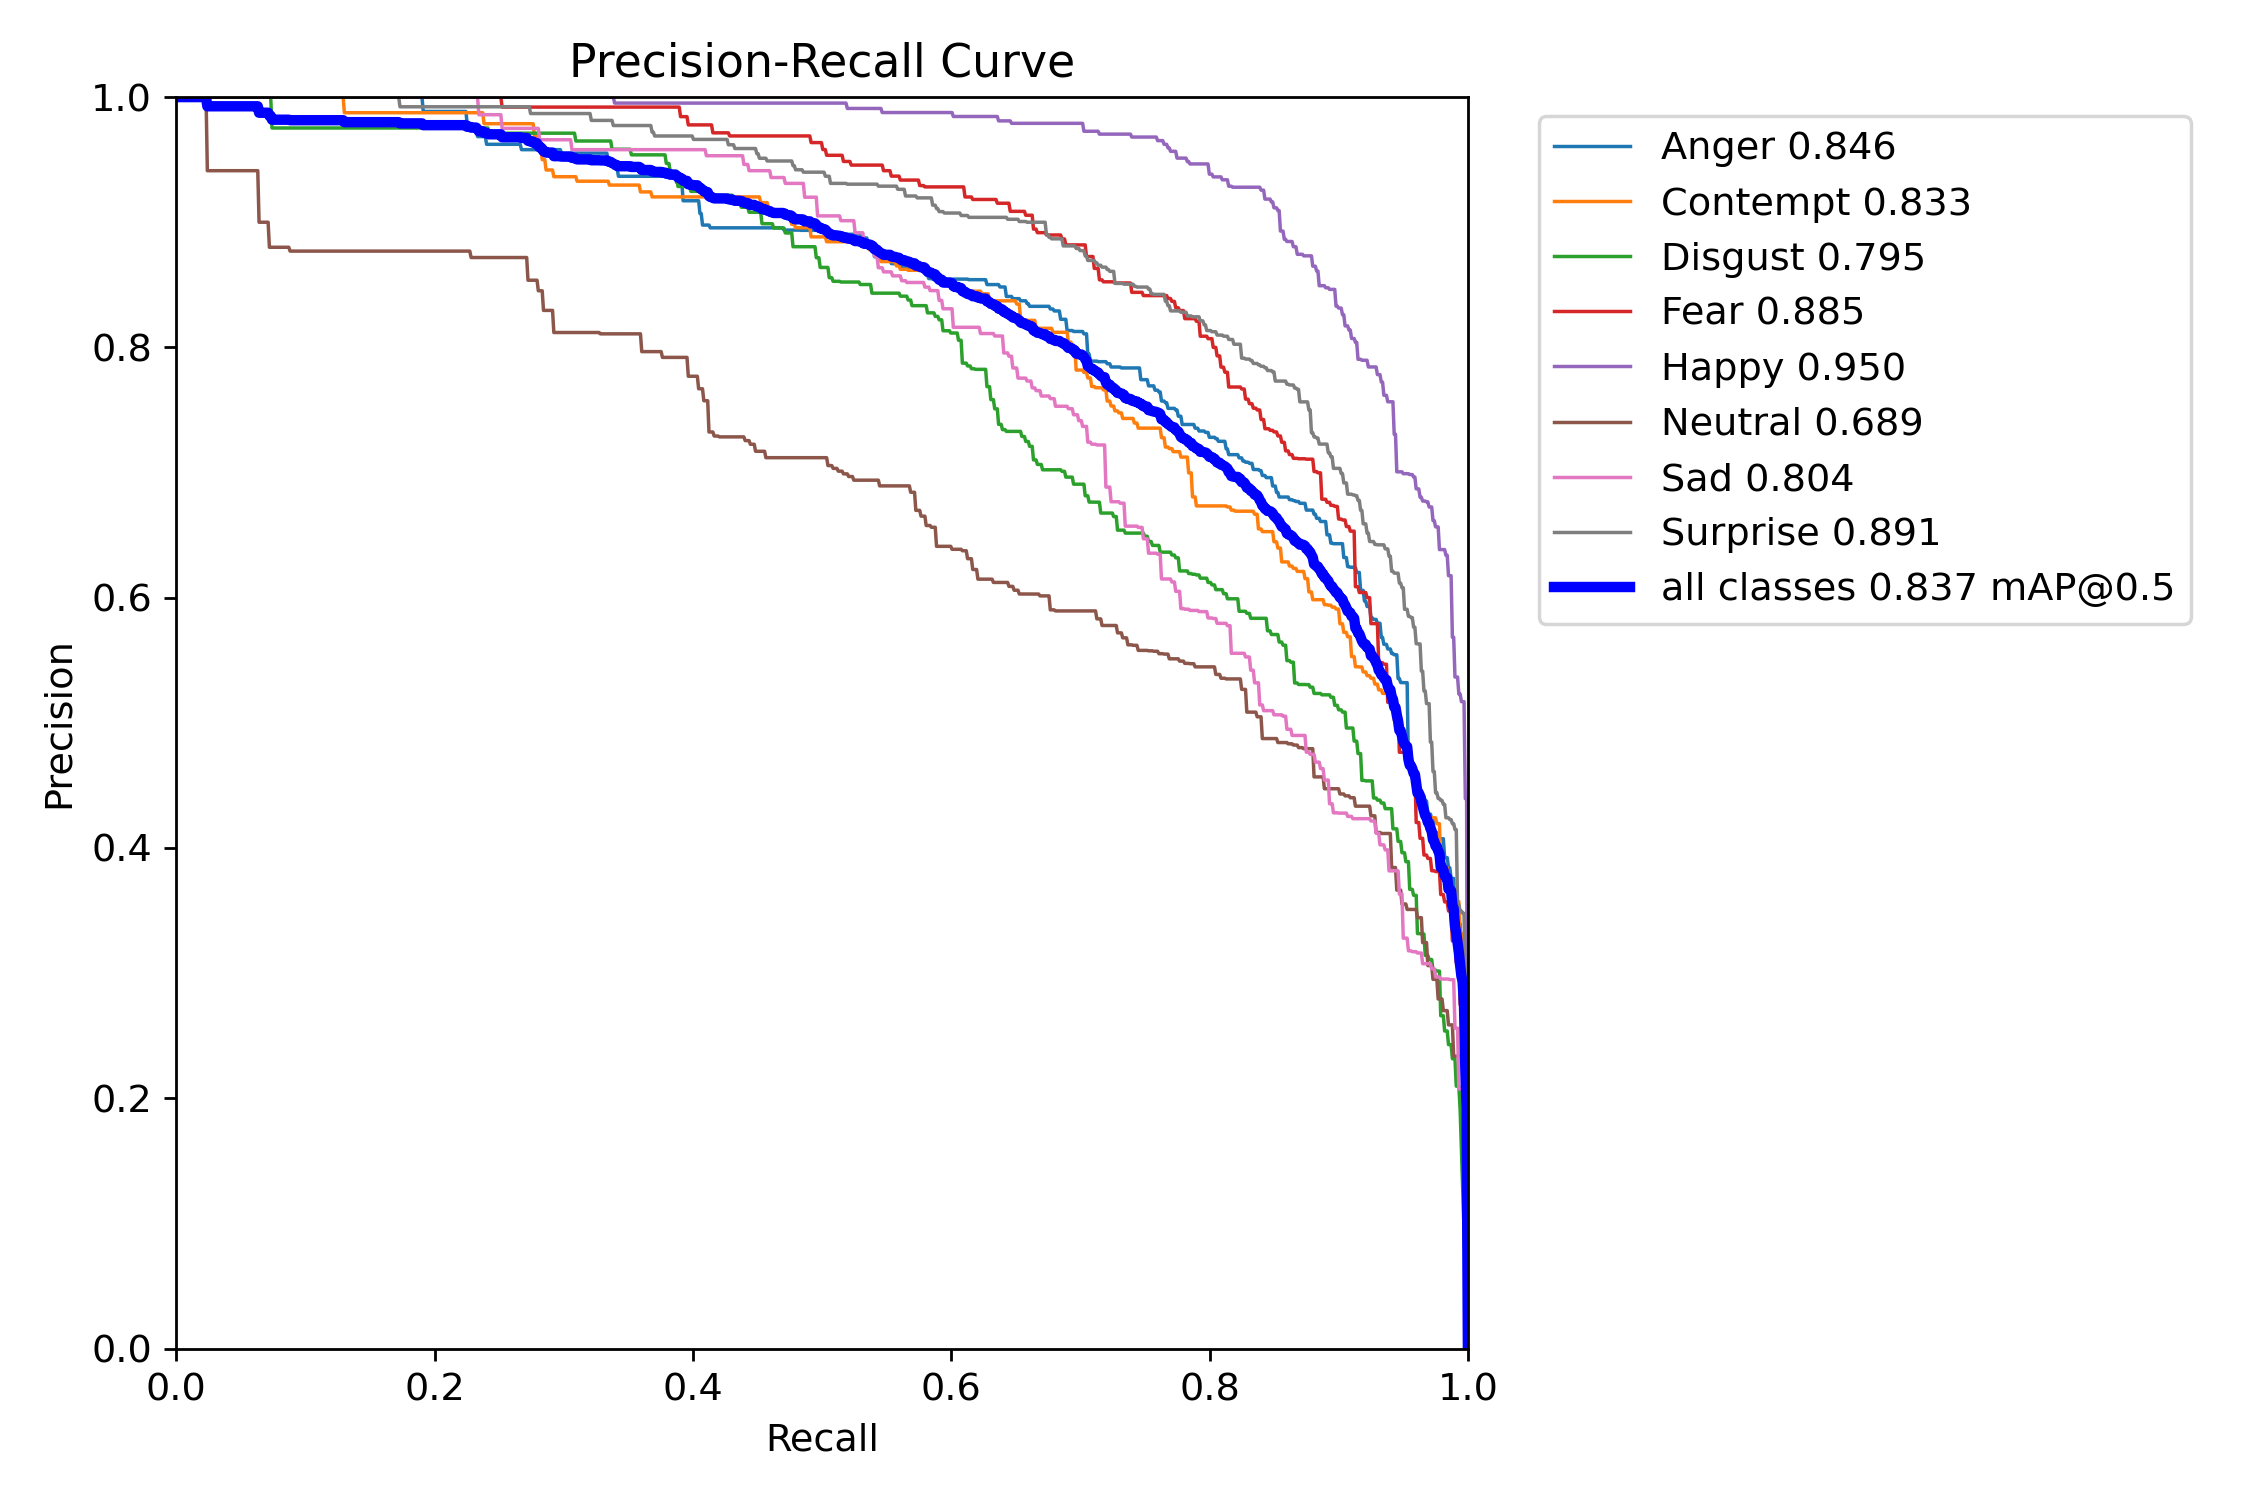 Precision-Recall Curve
1.0
0.8
0.6
0.4
0.2
0.0
Precision
0.0 0.2 0.4 0.6 0.8 1.0
Recall
Anger 0.846
Contempt 0.833
Disgust 0.795
Fear 0.885
Happy 0.950
Neutral 0.689
Sad 0.804
Surprise 0.891
all classes 0.837 mAP@0.5